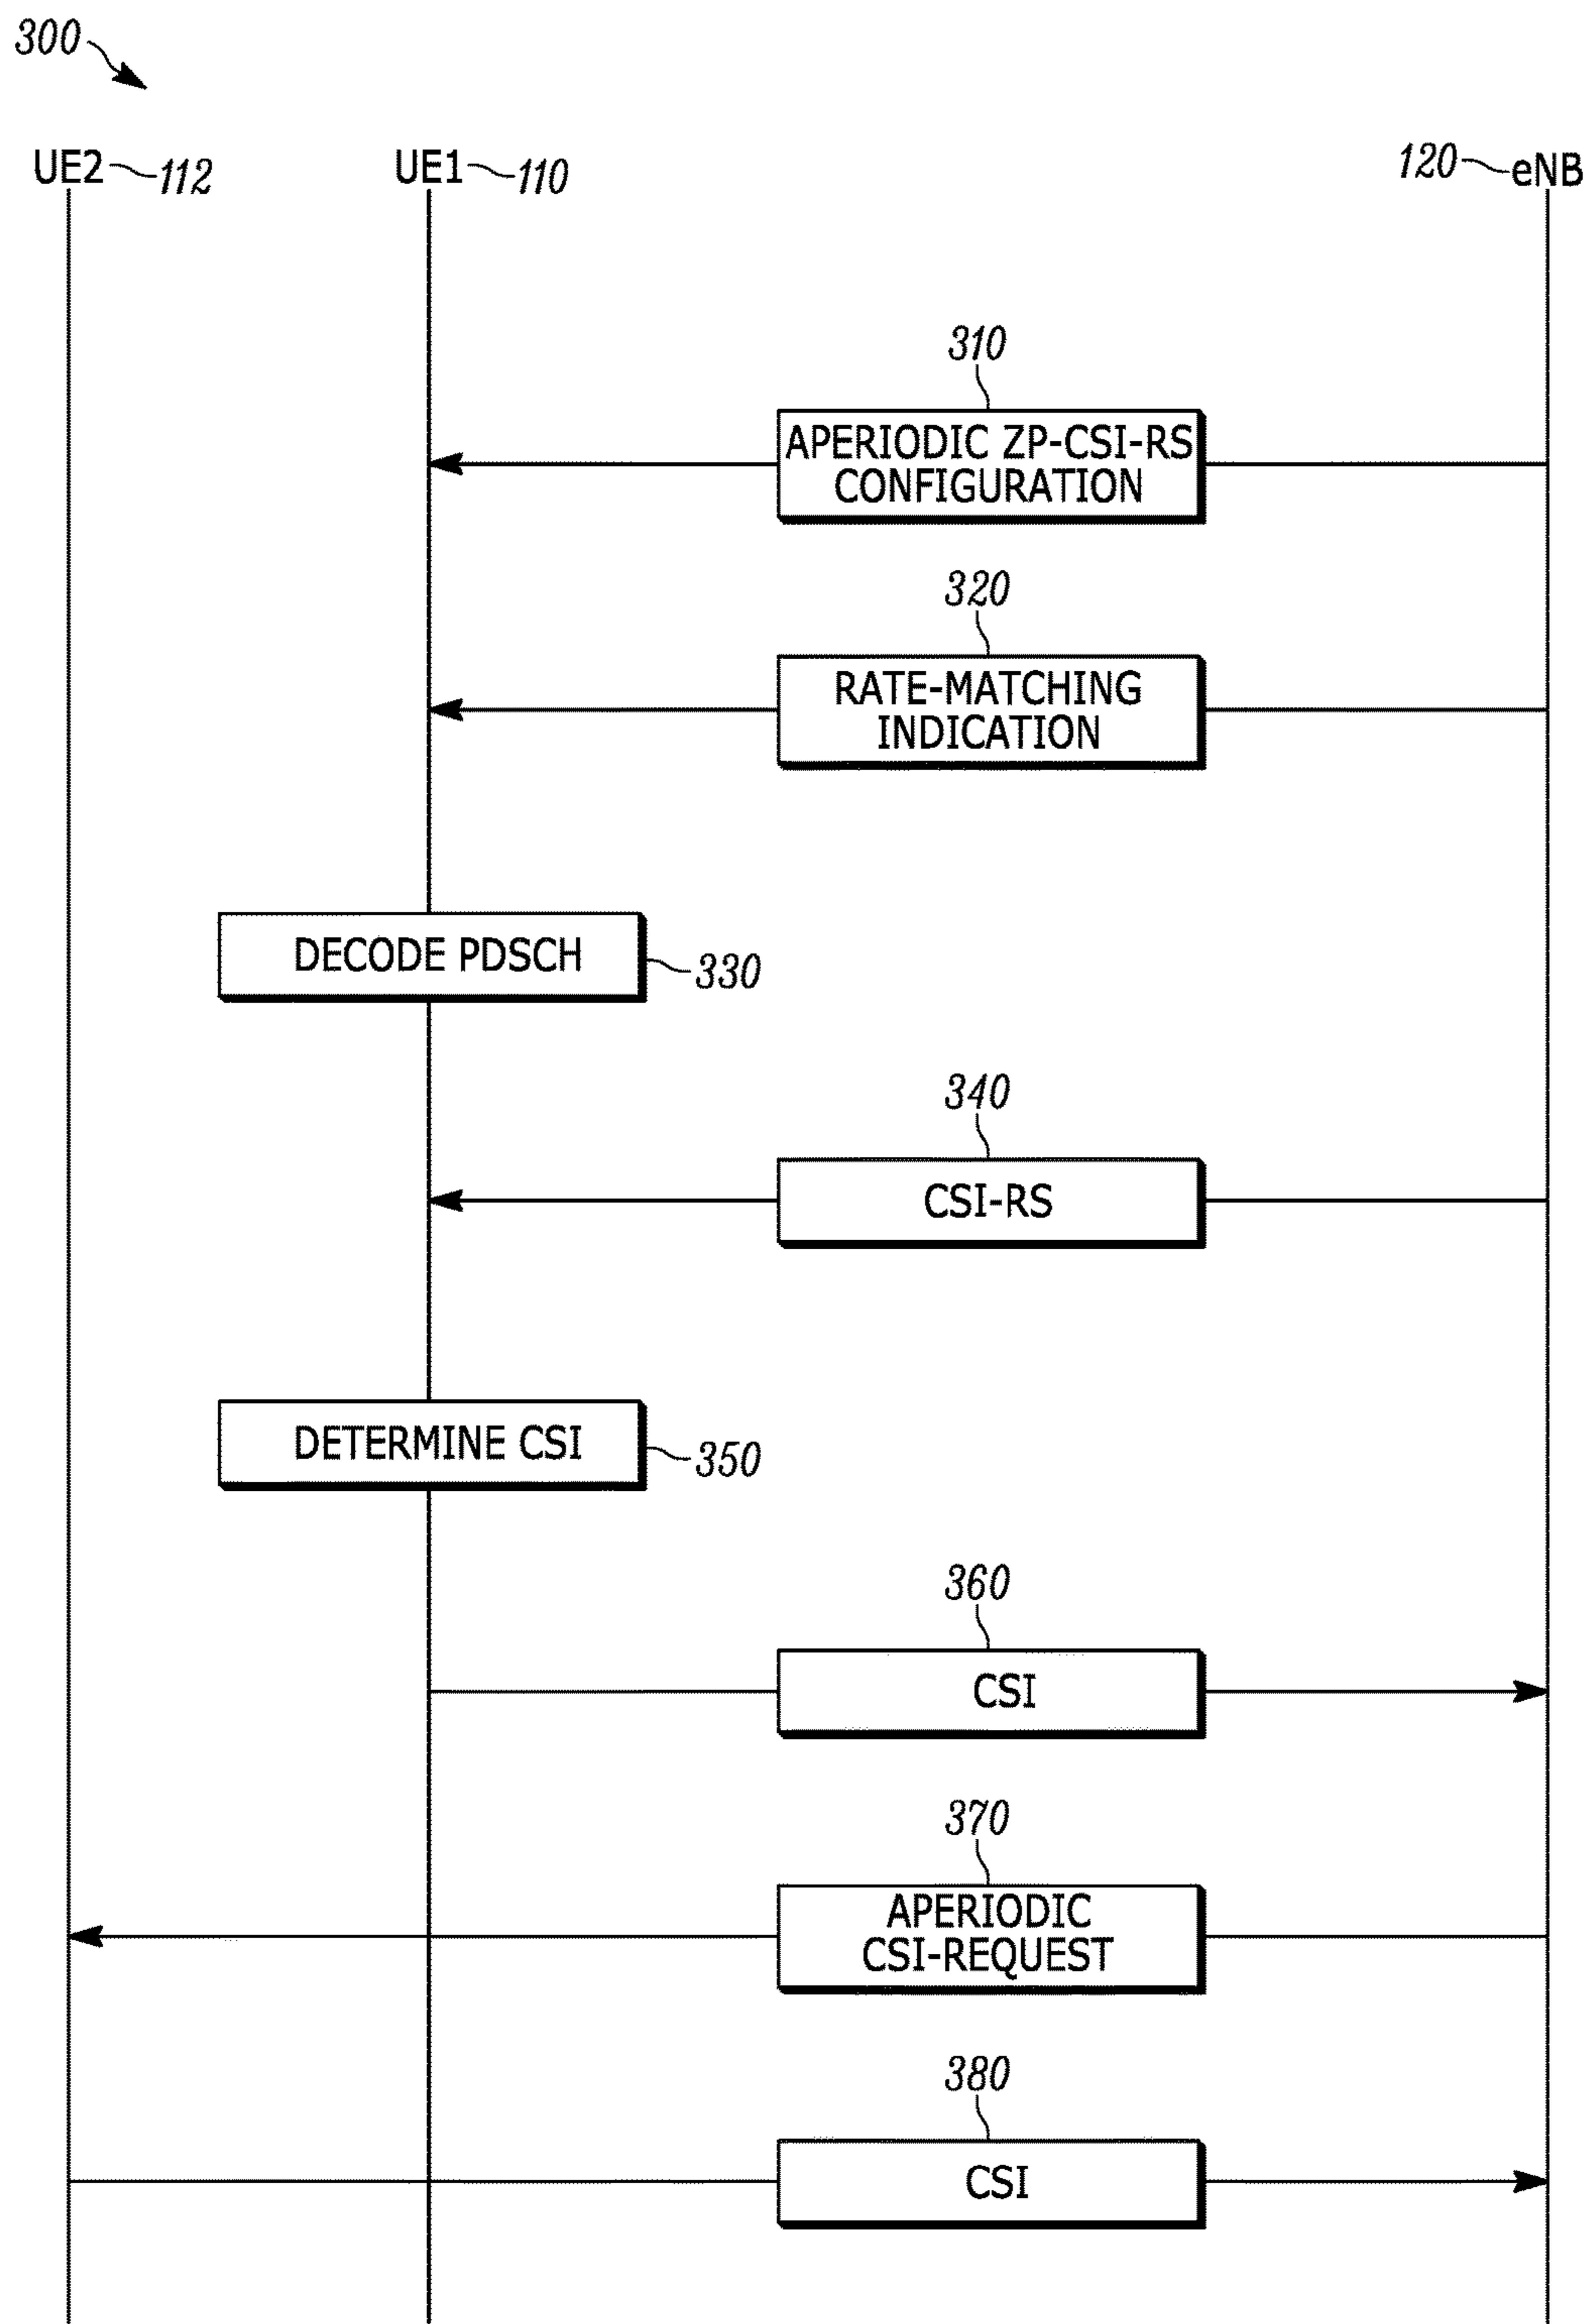 300
UE2 112
UE1 110
120 eNB
310
APERIODIC ZP-CSI-RS
CONFIGURATION
320
RATE-MATCHING
INDICATION
DECODE PDSCH
330
340
CSI-RS
DETERMINE CSI
350
360
CSI
370
APERIODIC
CSI-REQUEST
380
CSI